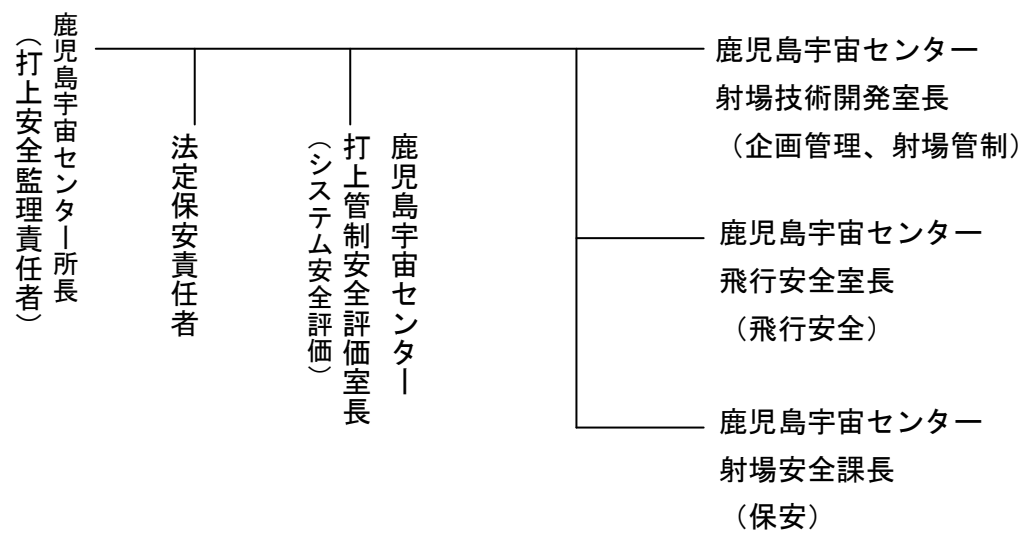 鹿児島宇宙センター所長
（打上安全監理責任者）
法定保安責任者
鹿児島宇宙センター
打上管制安全評価室長
（システム安全評価）
鹿児島宇宙センター
射場技術開発室長
（企画管理、射場管制）
鹿児島宇宙センター
飛行安全室長
（飛行安全）
鹿児島宇宙センター
射場安全課長
（保安）